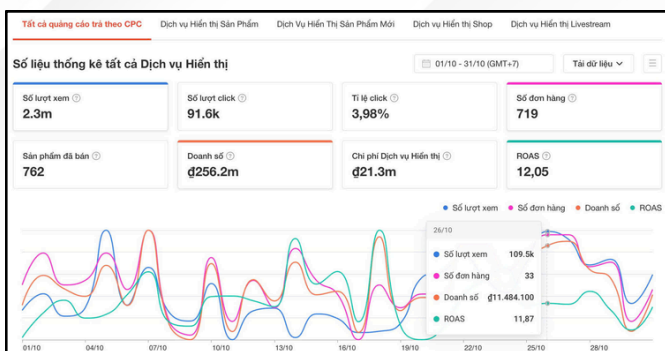 Tất cả quảng cáo trả theo CPC Dịch vụ Hiển thị Sản Phẩm Dịch Vụ Hiển Thị Sản Phẩm Mới Dịch vụ Hiển thị Shop Dịch vụ Hiển thị Livestream
Số liệu thống kê tất cả Dịch vụ Hiển thị 01/10 - 31/10 (GMT+7) Tải dữ liệu
Số lượt xem Số lượt click Tỉ lệ click Số đơn hàng
2.3m 91.6k 3,98% 719
Sản phẩm đã bán Doanh số Chi phí Dịch vụ Hiển thị ROAS
762 ₫256.2m ₫21.3m 12,05
Số lượt xem Số đơn hàng Doanh số ROAS
26/10
Số lượt xem 109.5k
Số đơn hàng 33
Doanh số ₫11.484.100
ROAS 11,87
01/10 04/10 07/10 10/10 13/10 16/10 19/10 22/10 25/10 28/10